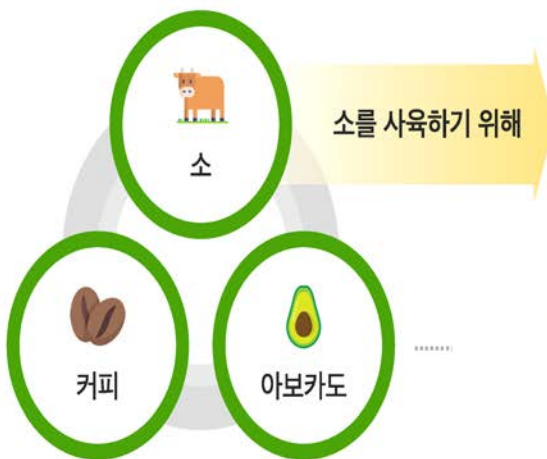 소
소를 사육하기 위해
커피
아보카도